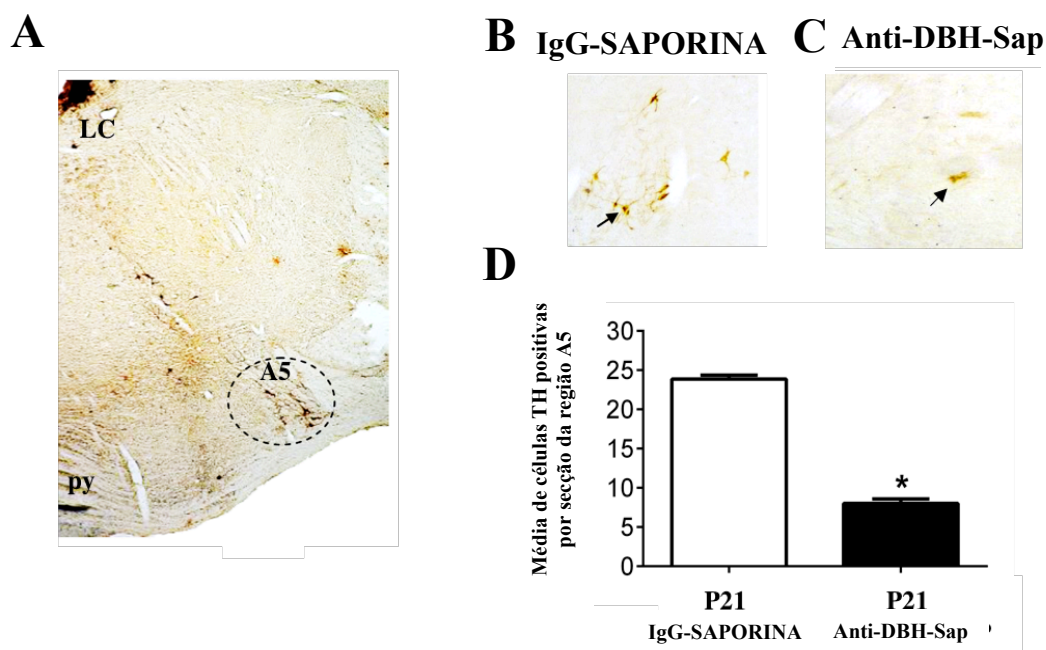 A
LC
A5
py
B IgG-SAPORINA
C Anti-DBH-Sap
D
Média de células TH positivas
por secção da região A5
30
25
20
15
10
5
0
*
P21
IgG-SAPORINA
P21
Anti-DBH-Sap